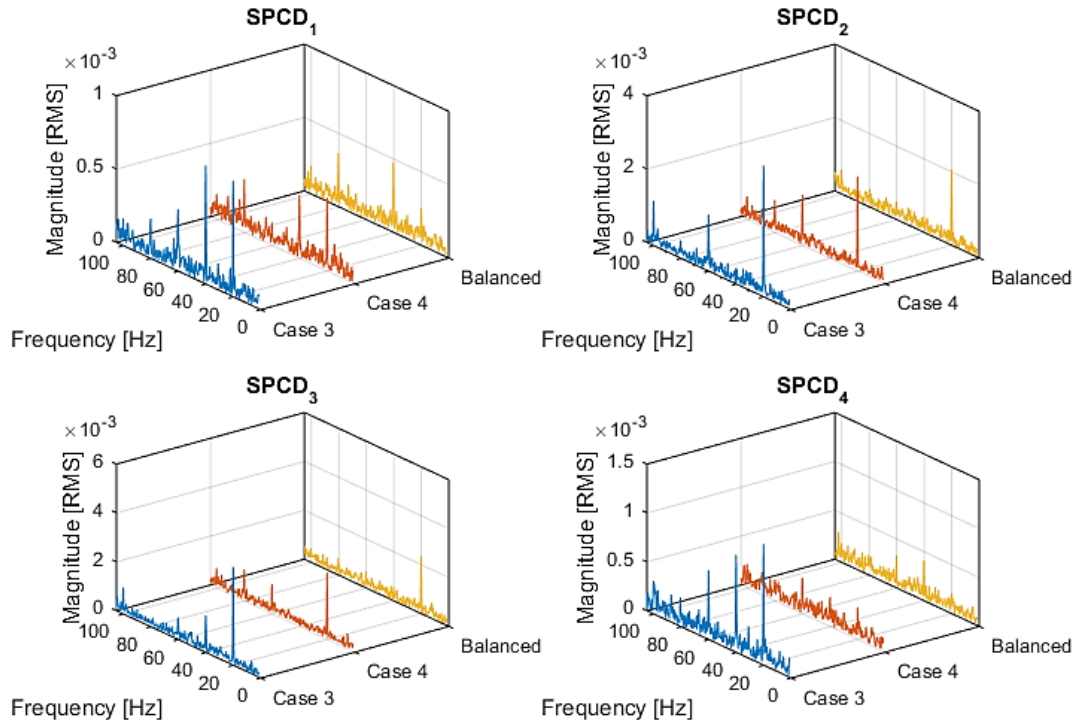 SPCD1
× 10-3
Magnitude [RMS]
1
0.5
0
100
80
60
40
20
0
Frequency [Hz]
Case 3
Case 4
Balanced
SPCD2
× 10-3
Magnitude [RMS]
4
2
0
100
80
60
40
20
0
Frequency [Hz]
Case 3
Case 4
Balanced
SPCD3
× 10-3
Magnitude [RMS]
6
4
2
0
100
80
60
40
20
0
Frequency [Hz]
Case 3
Case 4
Balanced
SPCD4
× 10-3
Magnitude [RMS]
1.5
1
0.5
0
100
80
60
40
20
0
Frequency [Hz]
Case 3
Case 4
Balanced